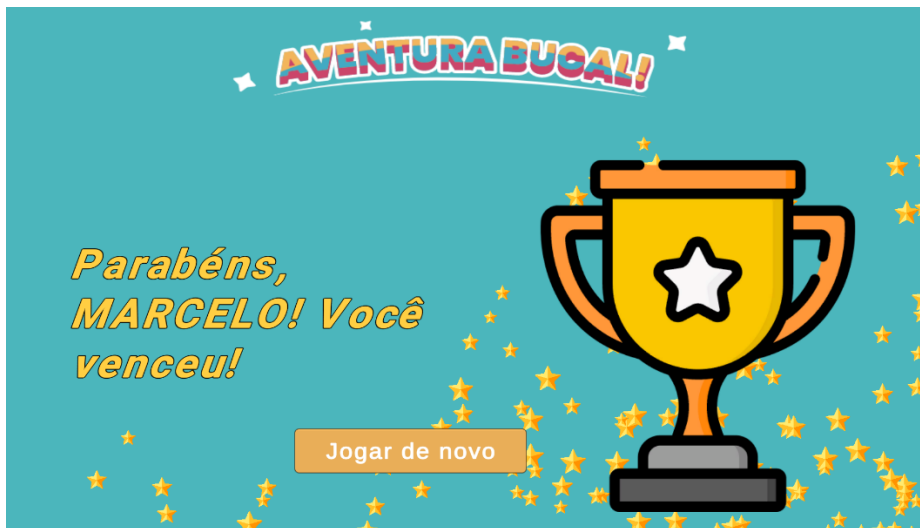 AVENTURA BUCAL!
Parabéns,
MARCELO! Você
venceu!
Jogar de novo